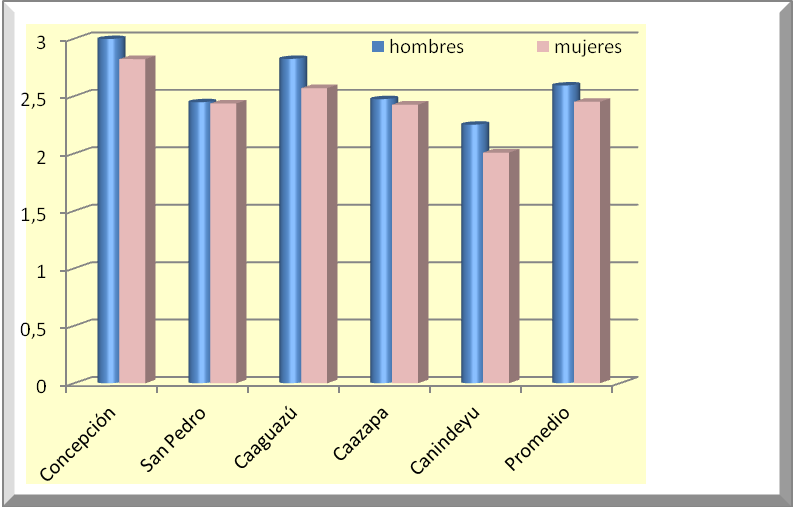 hombres mujeres
3
2,5
2
1,5
1
0,5
0
Concepción
San Pedro
Caaguazú
Caazapa
Canindeyu
Promedio